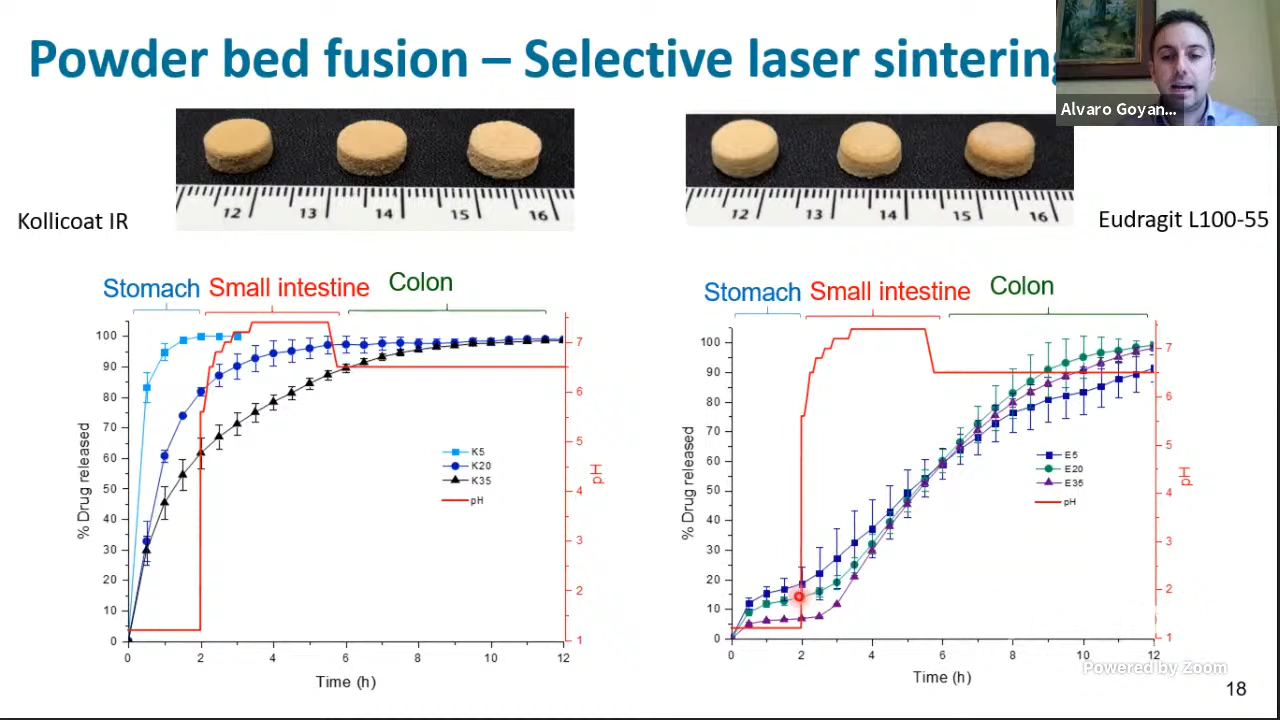 Powder bed fusion – Selective laser sintering
Alvaro Goyan...
12 13 14 15 16
12 13 14 15 16
Kollicoat IR
Eudragit L100-55
Stomach Small intestine Colon
Stomach Small intestine Colon
% Drug released
100
90
80
70
60
50
40
30
20
10
0
7
6
5
4
3
2
1
pH
K5
K20
K35
pH
0 2 4 6 8 10 12
Time (h)
% Drug released
100
90
80
70
60
50
40
30
20
10
0
7
6
5
4
3
2
1
pH
E5
E20
E35
pH
0 2 4 6 8 10 12
Time (h)
Powered by Zoom
18